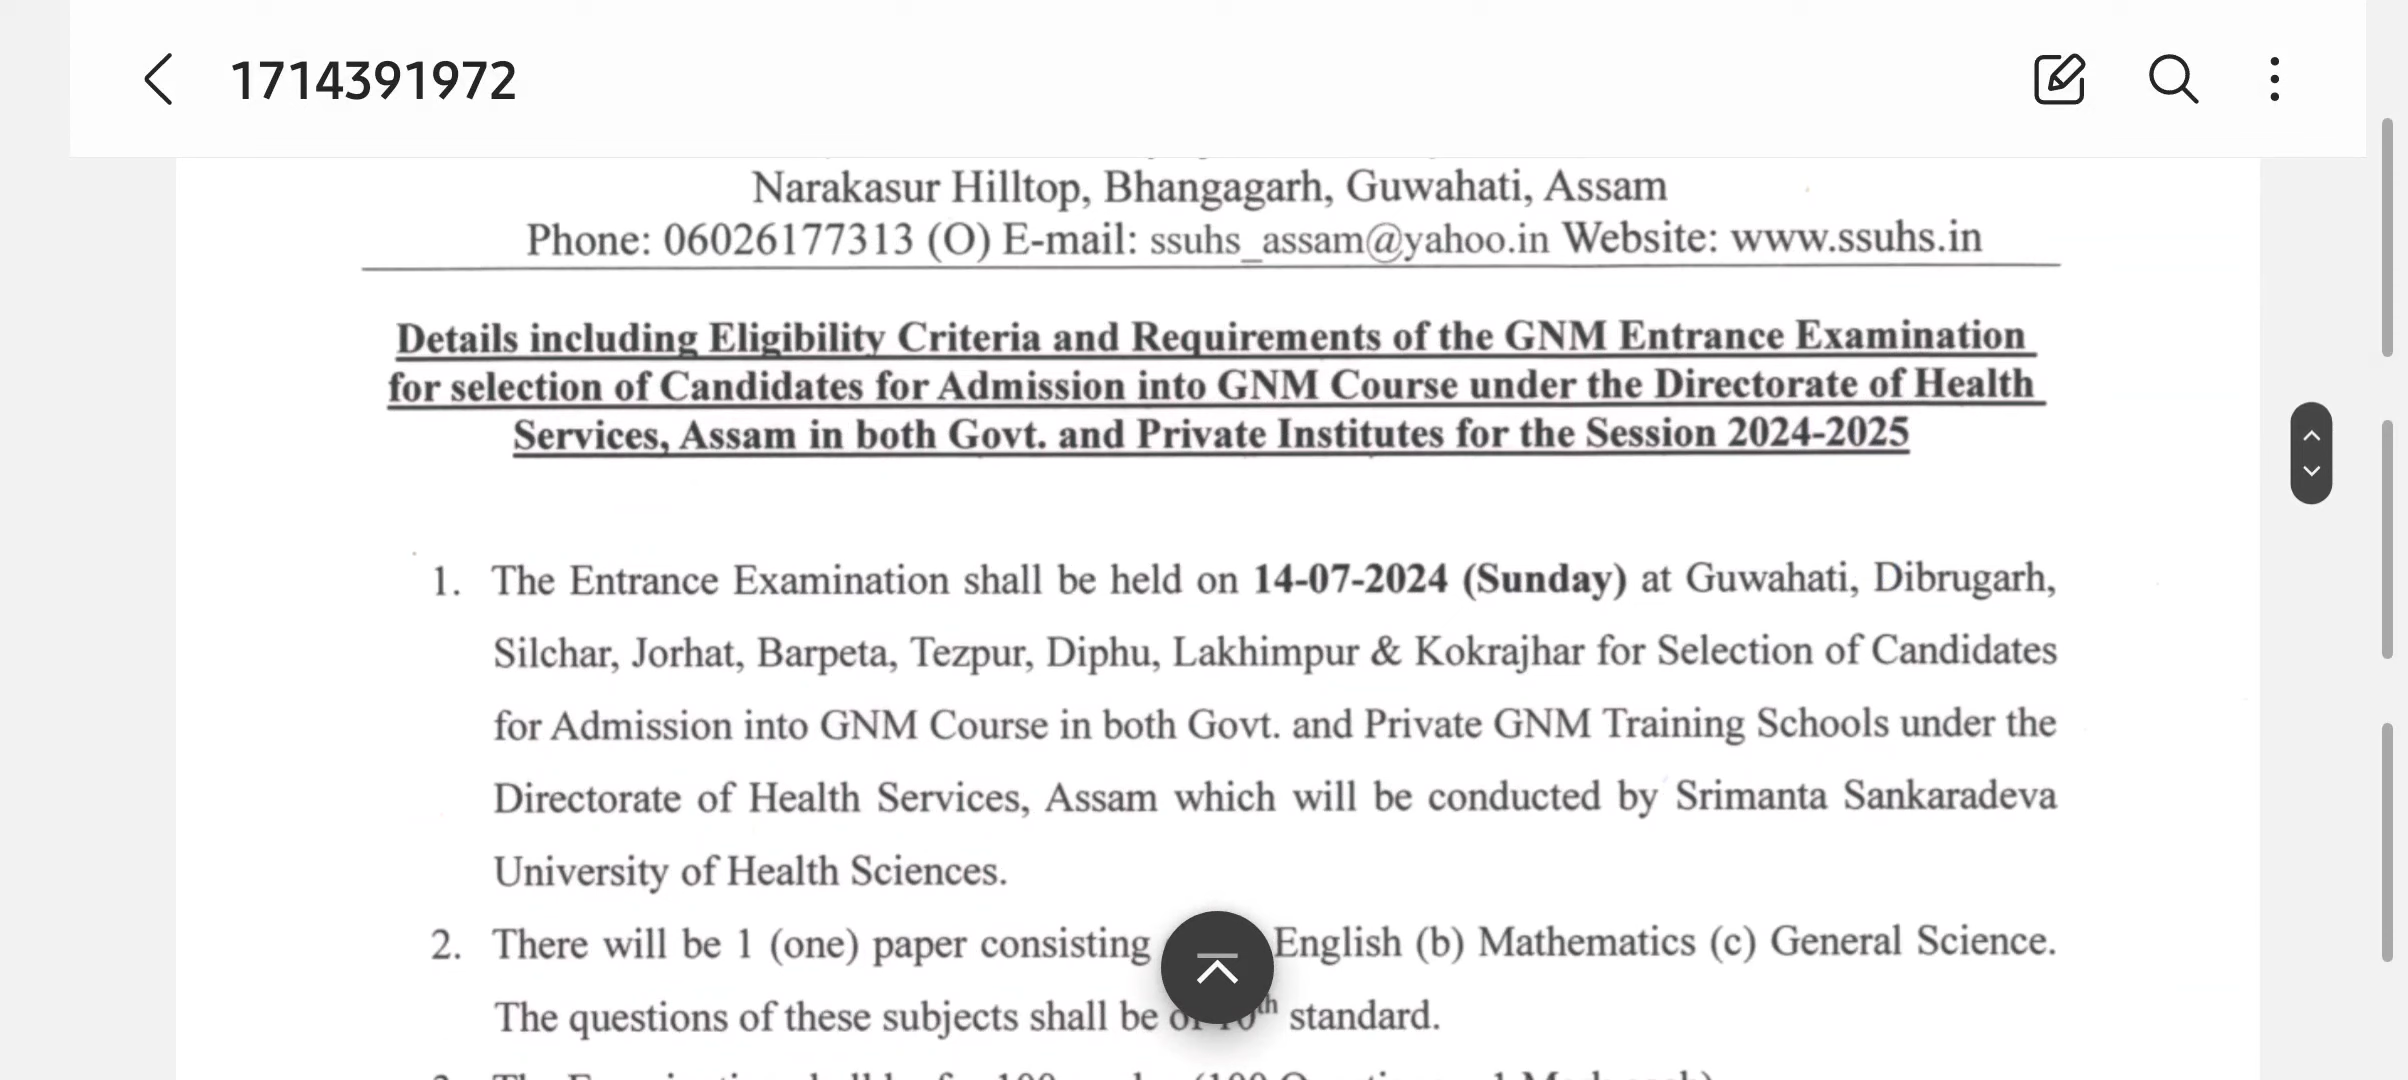 1714391972
Narakasur Hilltop, Bhangagarh, Guwahati, Assam
Phone: 06026177313 (O) E-mail: ssuhs_assam@yahoo.in Website: www.ssuhs.in
Details including Eligibility Criteria and Requirements of the GNM Entrance Examination
for selection of Candidates for Admission into GNM Course under the Directorate of Health
Services, Assam in both Govt. and Private Institutes for the Session 2024-2025
1. The Entrance Examination shall be held on 14-07-2024 (Sunday) at Guwahati, Dibrugarh,
Silchar, Jorhat, Barpeta, Tezpur, Diphu, Lakhimpur & Kokrajhar for Selection of Candidates
for Admission into GNM Course in both Govt. and Private GNM Training Schools under the
Directorate of Health Services, Assam which will be conducted by Srimanta Sankaradeva
University of Health Sciences.
2. There will be 1 (one) paper consisting English (b) Mathematics (c) General Science.
The questions of these subjects shall be of 10th standard.